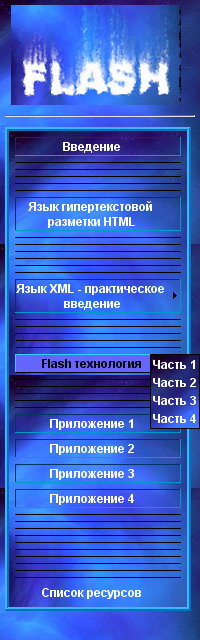 FLASH
Введение
Язык гипертекстовой
разметки HTML
Язык XML - практическое
введение
Flash технология
Часть 1
Часть 2
Часть 3
Часть 4
Приложение 1
Приложение 2
Приложение 3
Приложение 4
Список ресурсов